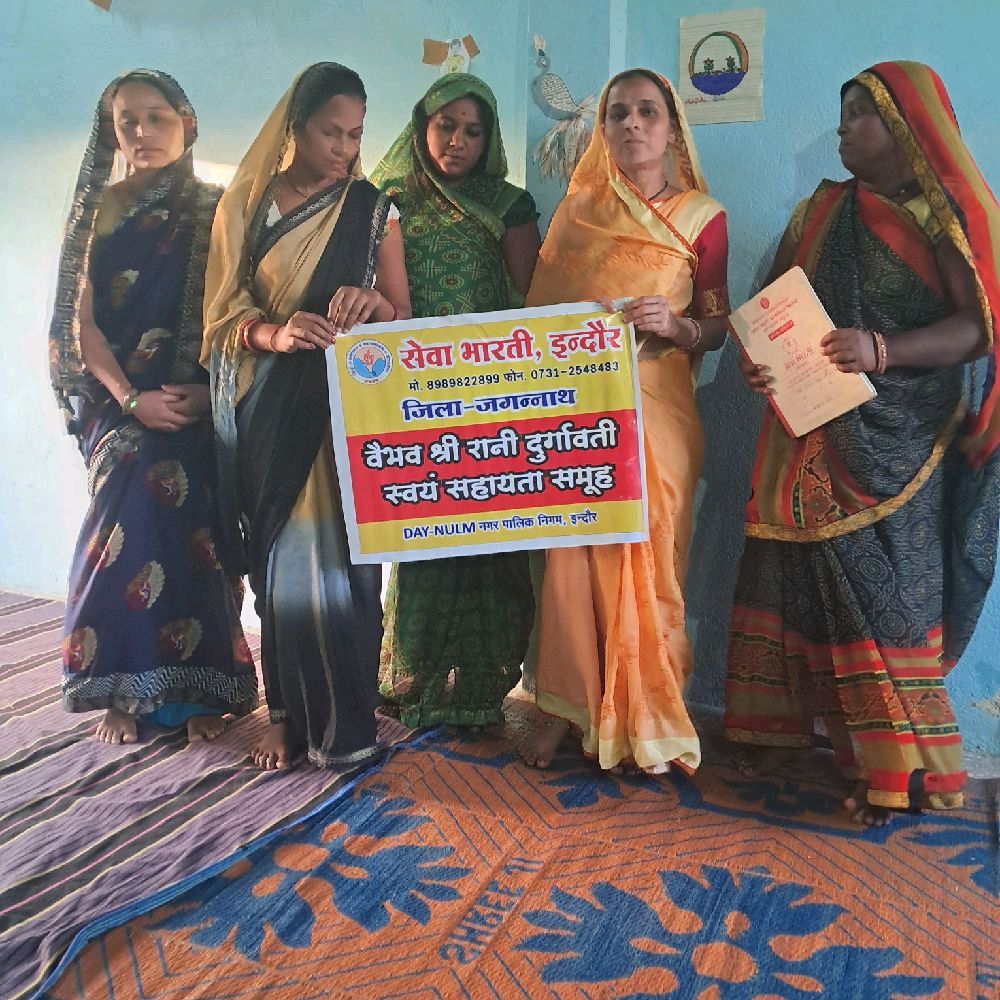 सेवा भारती, इन्दौर
मो. 8989822899 फोन. 0731-2548483
जिला-जगन्नाथ
वैभव श्री रानी दुर्गावती
स्वयं सहायता समूह
DAY-NULM नगर पालिक निगम, इन्दौर